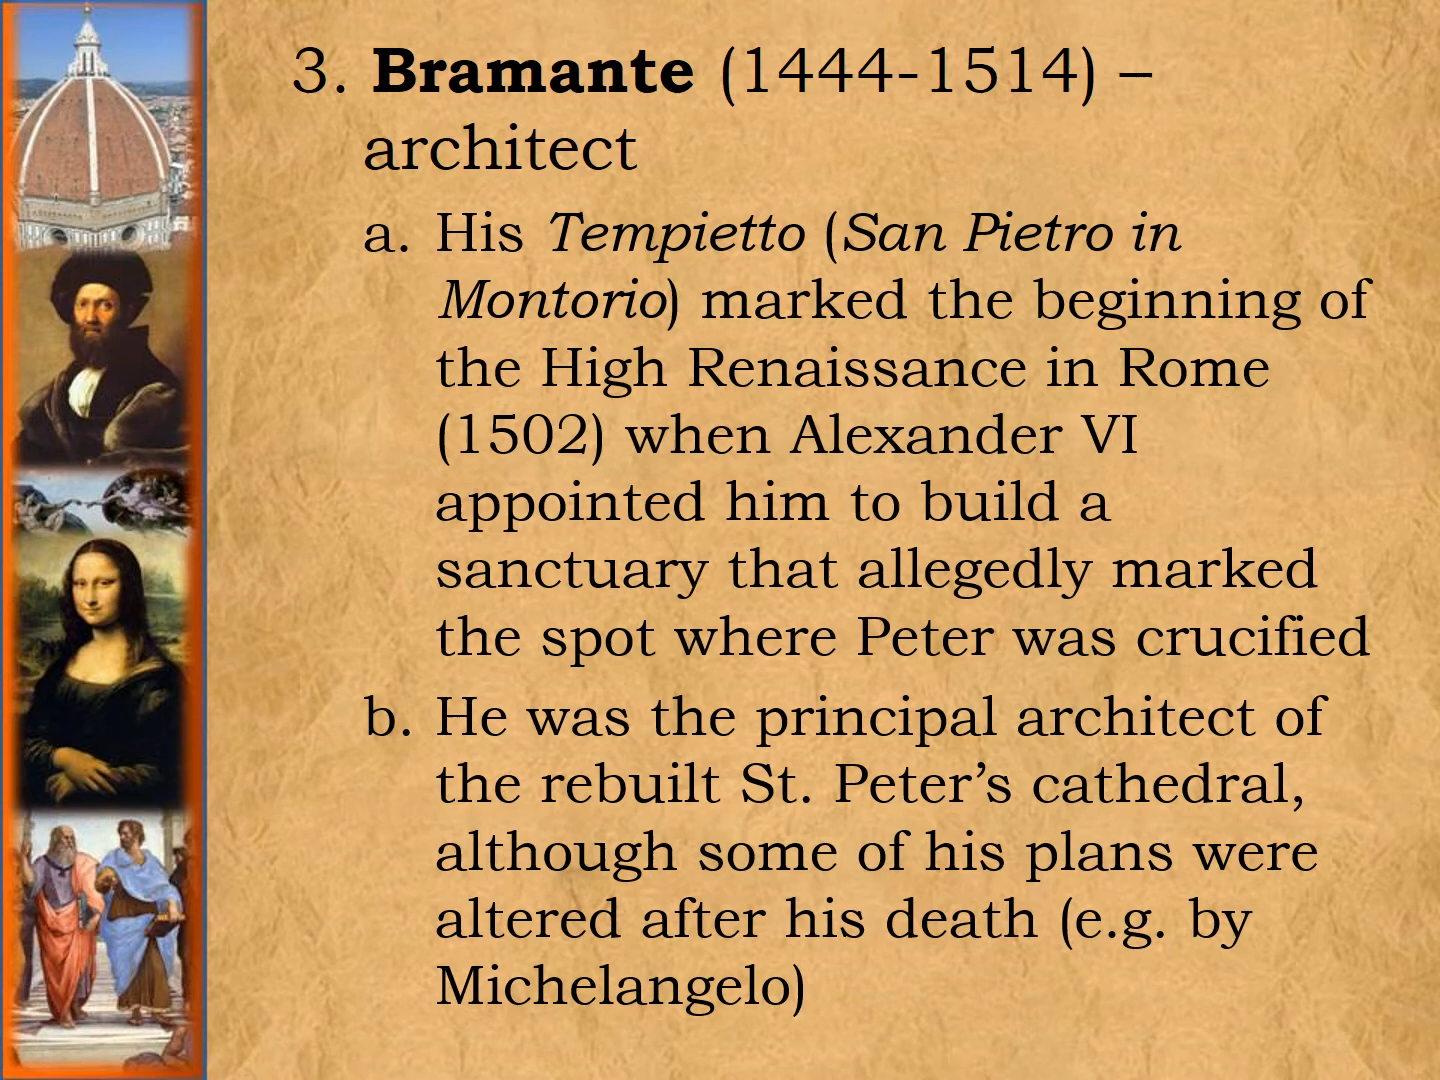 3. Bramante (1444-1514) –
architect
a. His Tempietto (San Pietro in
Montorio) marked the beginning of
the High Renaissance in Rome
(1502) when Alexander VI
appointed him to build a
sanctuary that allegedly marked
the spot where Peter was crucified
b. He was the principal architect of
the rebuilt St. Peter’s cathedral,
although some of his plans were
altered after his death (e.g. by
Michelangelo)